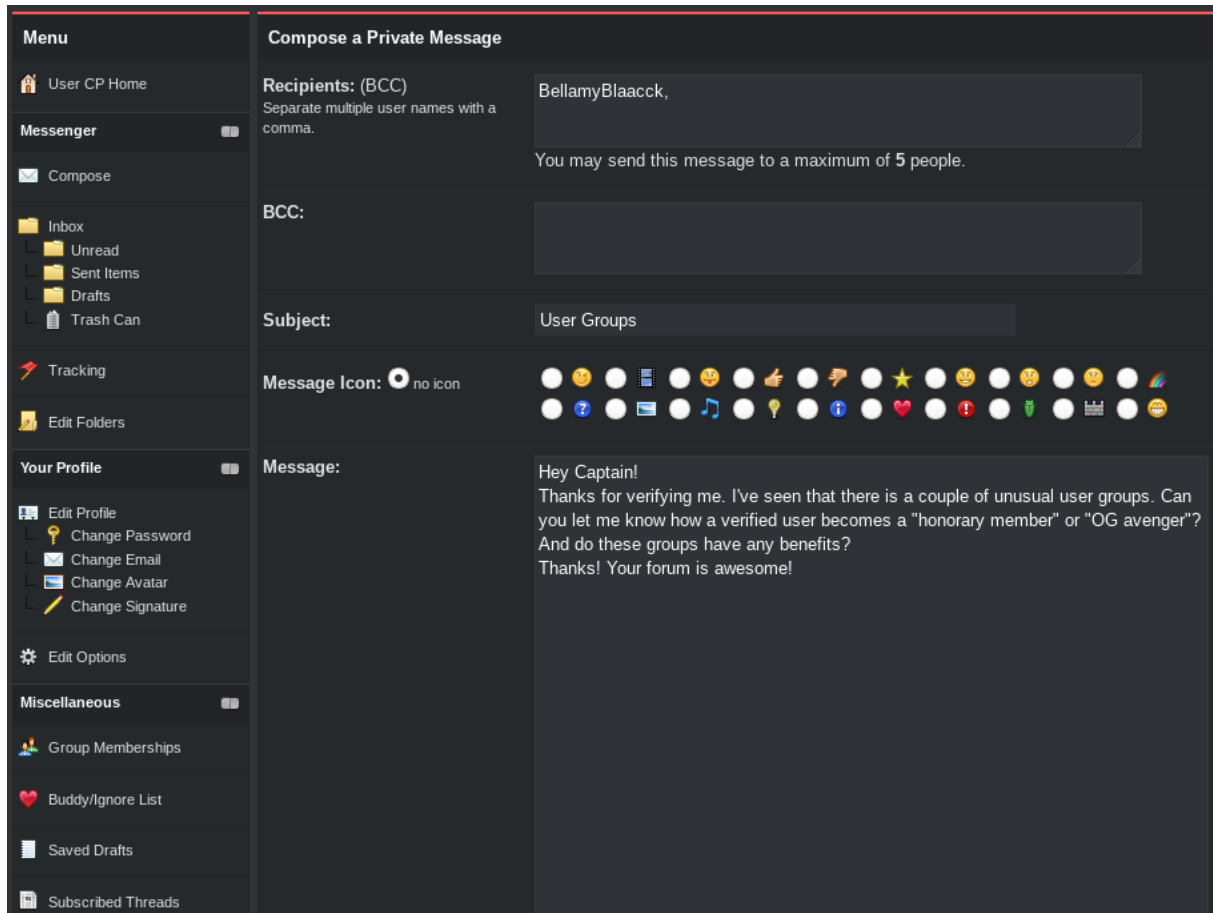 Menu
User CP Home
Messenger
Compose
Inbox
Unread
Sent Items
Drafts
Trash Can
Tracking
Edit Folders
Your Profile
Edit Profile
Change Password
Change Email
Change Avatar
Change Signature
Edit Options
Miscellaneous
Group Memberships
Buddy/Ignore List
Saved Drafts
Subscribed Threads
Compose a Private Message
Recipients: (BCC)
Separate multiple user names with a
comma.
BellamyBlaacck,
You may send this message to a maximum of 5 people.
BCC:
Subject:
User Groups
Message Icon: no icon
Message:
Hey Captain!
Thanks for verifying me. I've seen that there is a couple of unusual user groups. Can
you let me know how a verified user becomes a "honorary member" or "OG avenger"?
And do these groups have any benefits?
Thanks! Your forum is awesome!